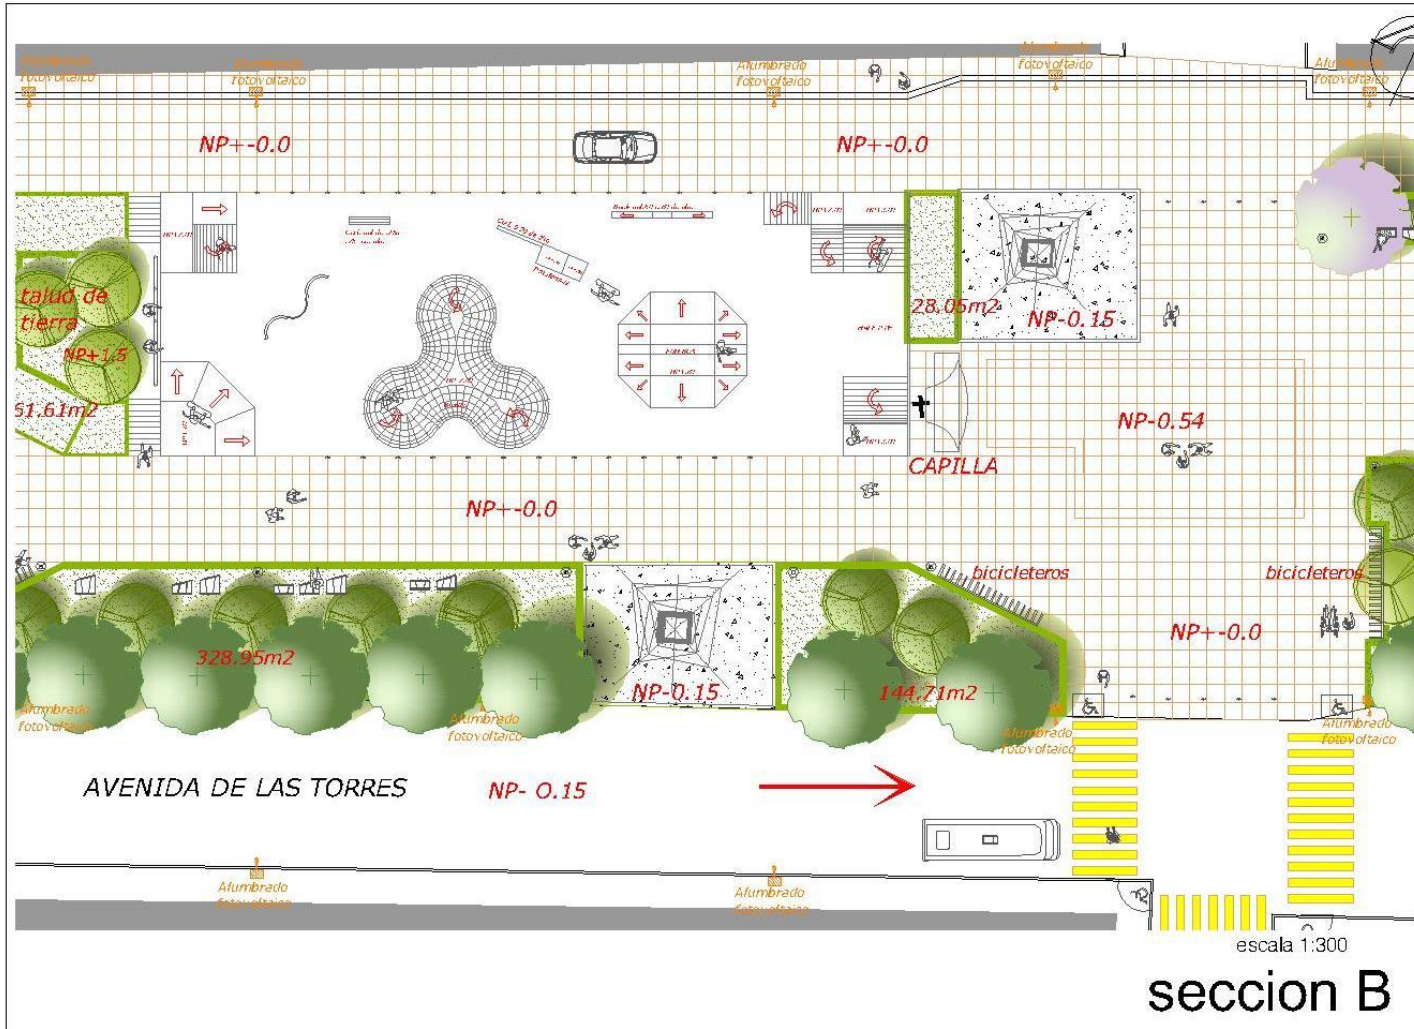 Alumbrado
fotovoltaico
Alumbrado
fotovoltaico
Alumbrado
fotovoltaico
Alumbrado
fotovoltaico
Alumbrado
fotovoltaico
NP+-0.0
NP+-0.0
talud de
tierra
NP+1.5
61.61m2
28.05m2
NP-0.15
NP-0.54
CAPILLA
NP+-0.0
bicicleteros
bicicleteros
NP+-0.0
328.95m2
NP-0.15
144.71m2
Alumbrado
fotovoltaico
Alumbrado
fotovoltaico
Alumbrado
fotovoltaico
Alumbrado
fotovoltaico
AVENIDA DE LAS TORRES
NP- O.15
Alumbrado
fotovoltaico
Alumbrado
fotovoltaico
escala 1:300
seccion B